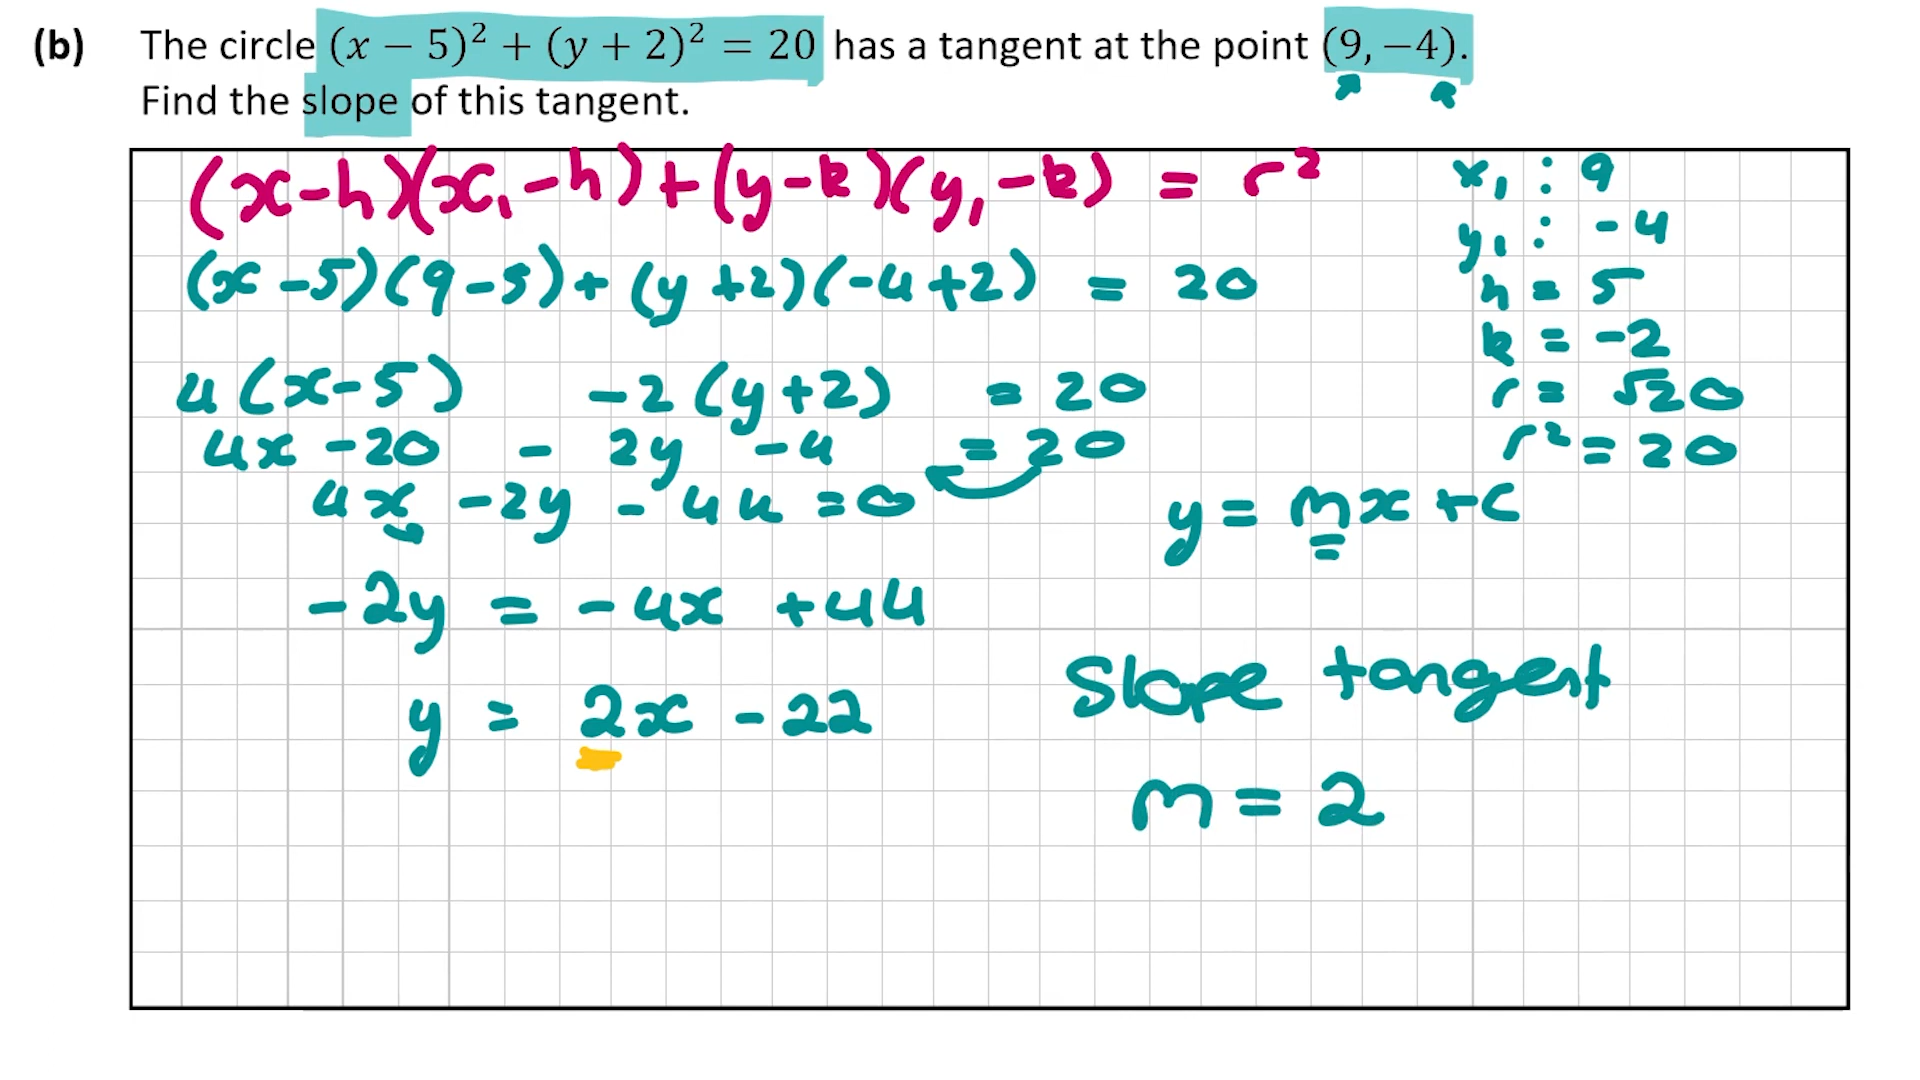 (b) The circle (x − 5)² + (y + 2)² = 20 has a tangent at the point (9, −4).
Find the slope of this tangent.
(x-h)(x₁-h)+(y-k)(y₁-k) = r²
(x-5)(9-5)+(y+2)(-4+2) = 20
4(x-5) -2(y+2) = 20
4x -20 - 2y -4 = 20
4x -2y - 44 = 0
-2y = -4x +44
y = 2x - 22
x₁ : 9
y₁ : -4
h = 5
k = -2
r = √20
r² = 20
y = mx + c
Slope tangent
m = 2